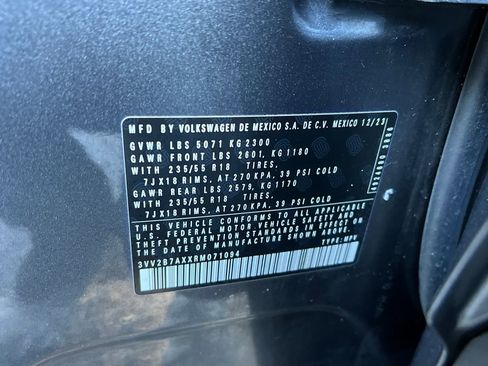 MFD BY VOLKSWAGEN DE MEXICO S.A. DE C.V. MEXICO 12/23
GVWR LBS 5071 KG 2300
GAWR FRONT LBS 2601, KG 1180
WITH 235/55 R18 TIRES.
7JX18 RIMS, AT 270 KPA, 39 PSI COLD
GAWR REAR LBS 2579, KG 1170
WITH 235/55 R18 TIRES.
7JX18 RIMS, AT 270 KPA, 39 PSI COLD
THIS VEHICLE CONFORMS TO ALL APPLICABLE
U.S. FEDERAL MOTOR VEHICLE SAFETY AND
THEFT PREVENTION STANDARDS IN EFFECT ON
THE DATE OF MANUFACTURE SHOWN ABOVE
3VV2B7AXXRM071094 TYPE: MPV